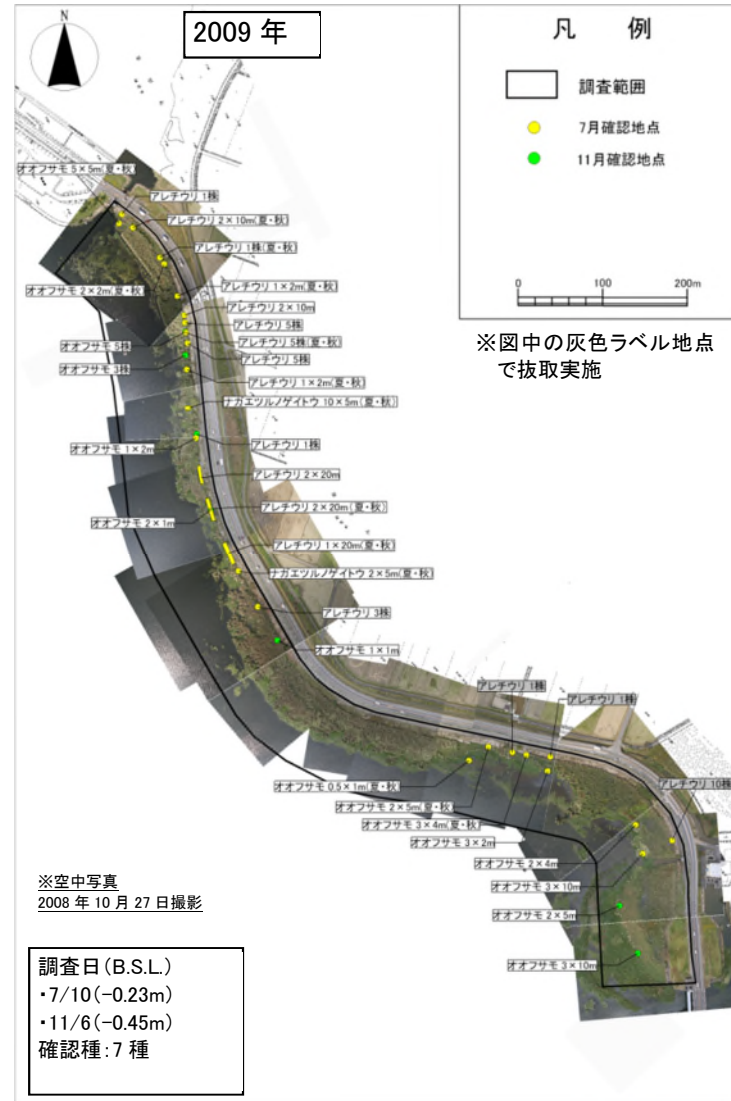 N
2009 年
凡 例
調査範囲
7月確認地点
11月確認地点
0 100 200m
※図中の灰色ラベル地点
で抜取実施
オオフサモ 5×5m(夏・秋)
アレチウリ 1株
アレチウリ 2×10m(夏・秋)
アレチウリ 1株(夏・秋)
オオフサモ 2×2m(夏・秋)
アレチウリ 1×2m(夏・秋)
アレチウリ 2×10m
アレチウリ 5株
アレチウリ 5株(夏・秋)
オオフサモ 5株
アレチウリ 5株
オオフサモ 3株
アレチウリ 1×2m(夏・秋)
ナガエツルノゲイトウ 10×5m(夏・秋)
アレチウリ 1株
オオフサモ 1×2m
アレチウリ 2×20m
アレチウリ 2×20m(夏・秋)
オオフサモ 2×1m
アレチウリ 1×20m(夏・秋)
ナガエツルノゲイトウ 2×5m(夏・秋)
アレチウリ 3株
オオフサモ 1×1m
アレチウリ 1株
アレチウリ 1株
オオフサモ 0.5×1m(夏・秋)
アレチウリ 10株
オオフサモ 2×5m(夏・秋)
オオフサモ 3×4m(夏・秋)
オオフサモ 3×2m
オオフサモ 2×4m
オオフサモ 3×10m
オオフサモ 2×5m
オオフサモ 3×10m
※空中写真
2008 年 10 月 27 日撮影
調査日(B.S.L.)
・7/10(-0.23m)
・11/6(-0.45m)
確認種:7 種